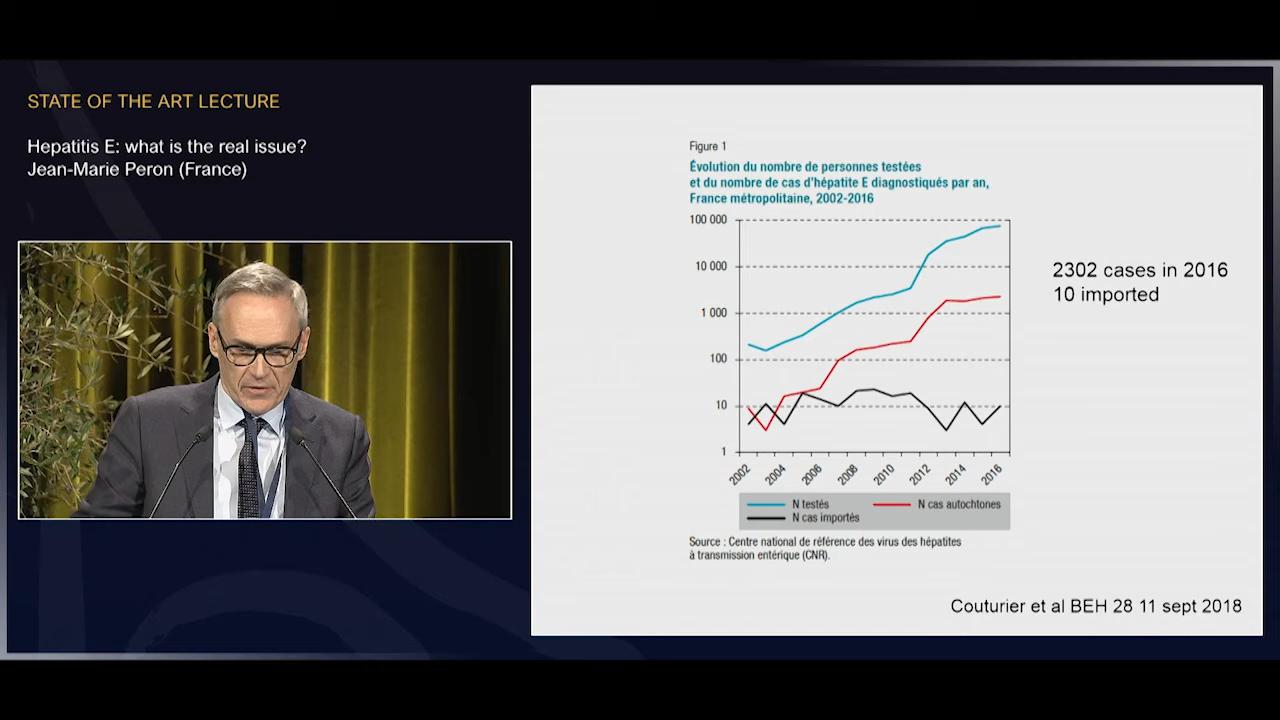 STATE OF THE ART LECTURE
Hepatitis E: what is the real issue?
Jean-Marie Peron (France)
Figure 1
Évolution du nombre de personnes testées
et du nombre de cas d'hépatite E diagnostiqués par an,
France métropolitaine, 2002-2016
100 000
10 000
1 000
100
10
1
2002
2004
2006
2008
2010
2012
2014
2016
N testés
N cas autochtones
N cas importés
Source : Centre national de référence des virus des hépatites
à transmission entérique (CNR).
2302 cases in 2016
10 imported
Couturier et al BEH 28 11 sept 2018